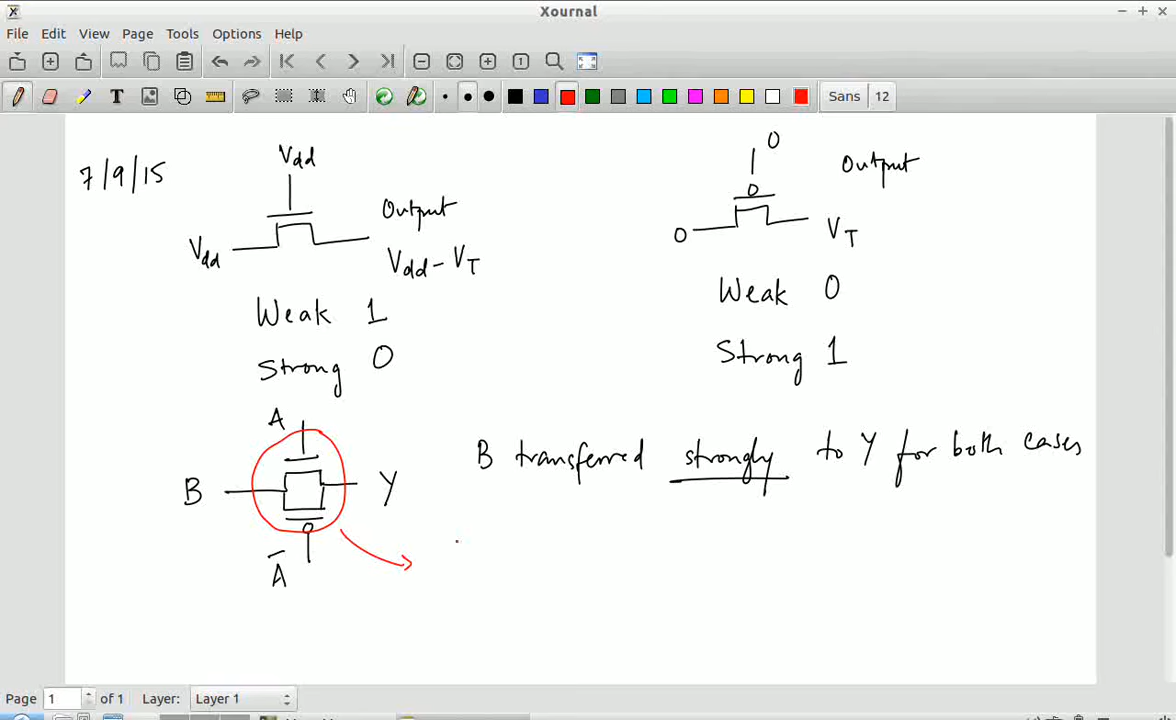 Xournal
File Edit View Page Tools Options Help
Sans 12
7/9/15
Vdd
Vdd
Output
Vdd - VT
Weak 1
Strong 0
0
0
Output
VT
Weak 0
Strong 1
A
B
Y
A̅
B transferred strongly to Y for both cases
Page 1 of 1 Layer: Layer 1